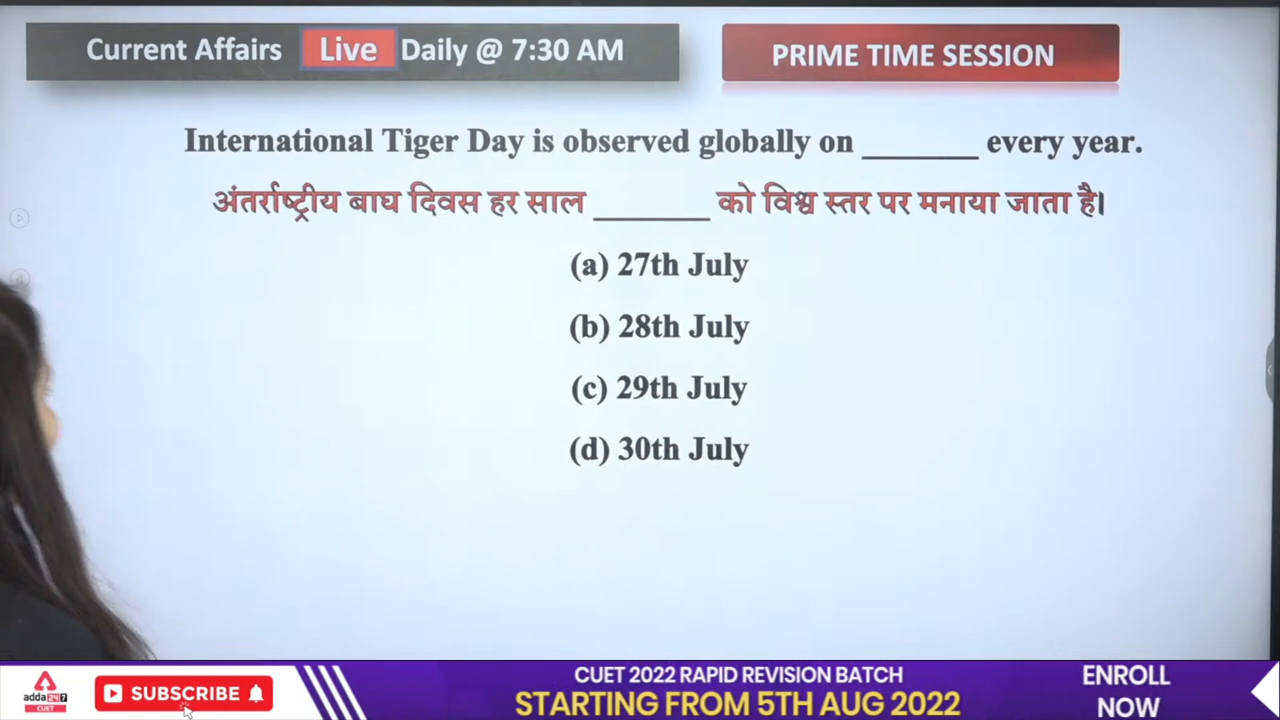 Current Affairs Live Daily @ 7:30 AM
PRIME TIME SESSION
International Tiger Day is observed globally on ________ every year.
अंतर्राष्ट्रीय बाघ दिवस हर साल ________ को विश्व स्तर पर मनाया जाता है।
(a) 27th July
(b) 28th July
(c) 29th July
(d) 30th July
adda247
CUET
SUBSCRIBE
CUET 2022 RAPID REVISION BATCH
STARTING FROM 5TH AUG 2022
ENROLL
NOW